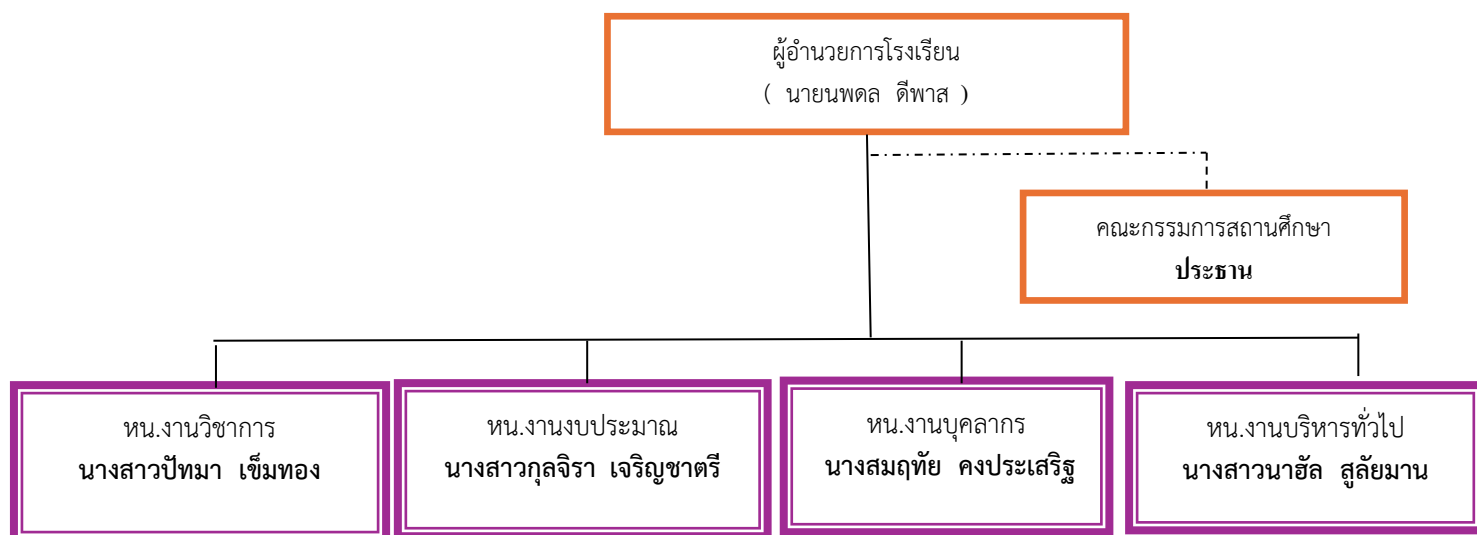 ผู้อำนวยการโรงเรียน
( นายนพดล ดีพาส )
คณะกรรมการสถานศึกษา
ประธาน
หน.งานวิชาการ
นางสาวปัทมา เข็มทอง
หน.งานงบประมาณ
นางสาวกุลจิรา เจริญชาตรี
หน.งานบุคลากร
นางสมฤทัย คงประเสริฐ
หน.งานบริหารทั่วไป
นางสาวนาฮัล สูลัยมาน